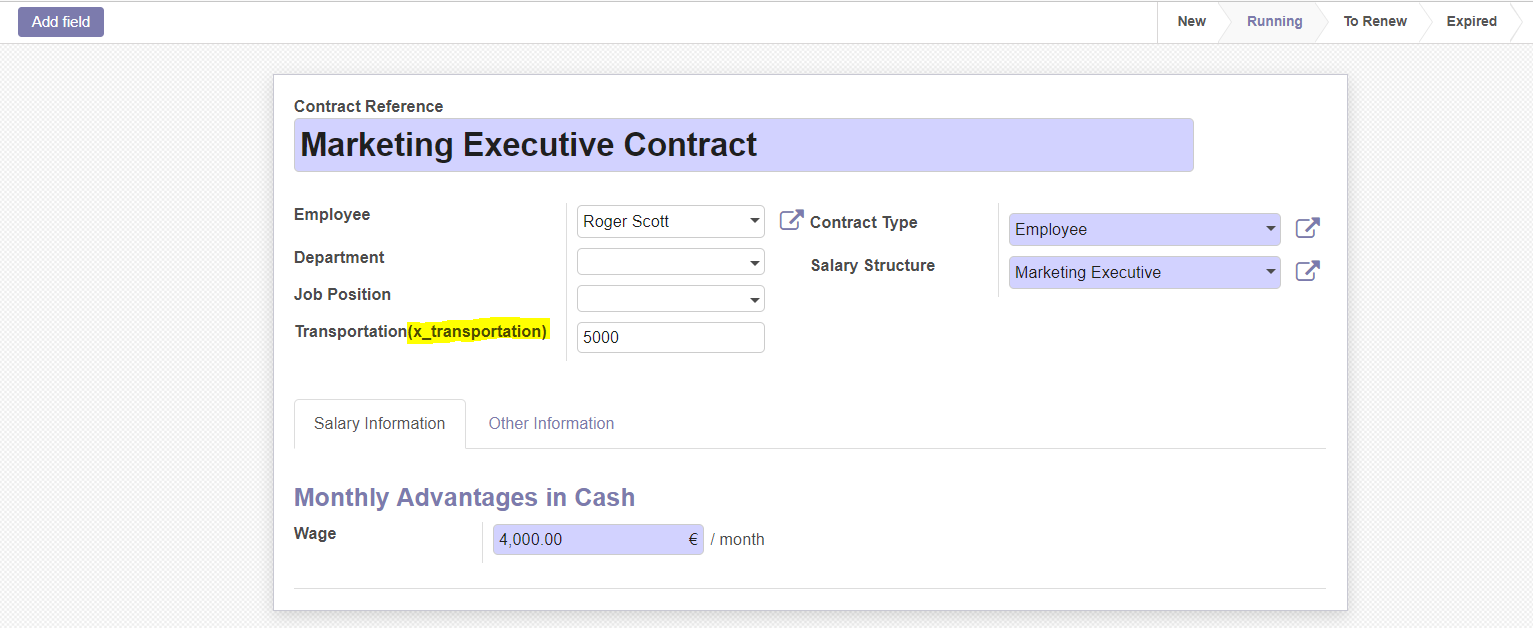 Add field
New Running To Renew Expired
Contract Reference
Marketing Executive Contract
Employee Roger Scott Contract Type Employee
Department Salary Structure Marketing Executive
Job Position
Transportation(x_transportation) 5000
Salary Information Other Information
Monthly Advantages in Cash
Wage 4,000.00 € / month